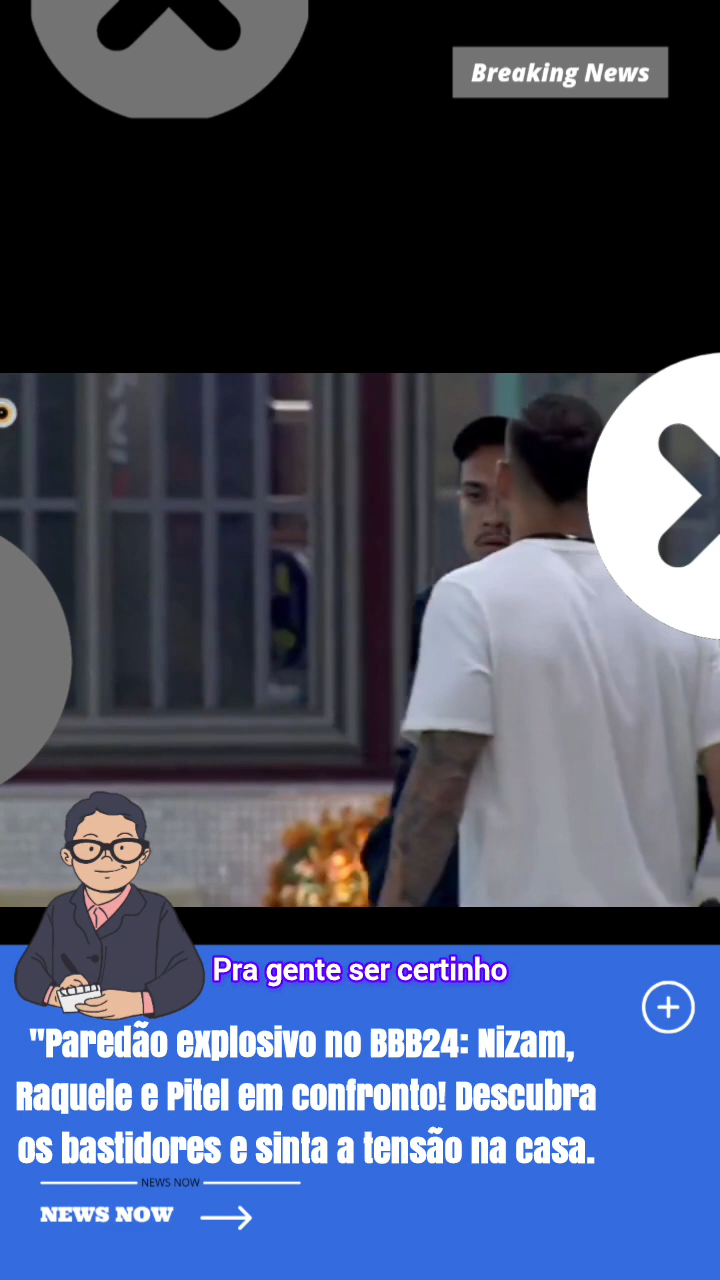 Breaking News
Pra gente ser certinho
"Paredão explosivo no BBB24: Nizam,
Raquele e Pitel em confronto! Descubra
os bastidores e sinta a tensão na casa.
NEWS NOW
NEWS NOW